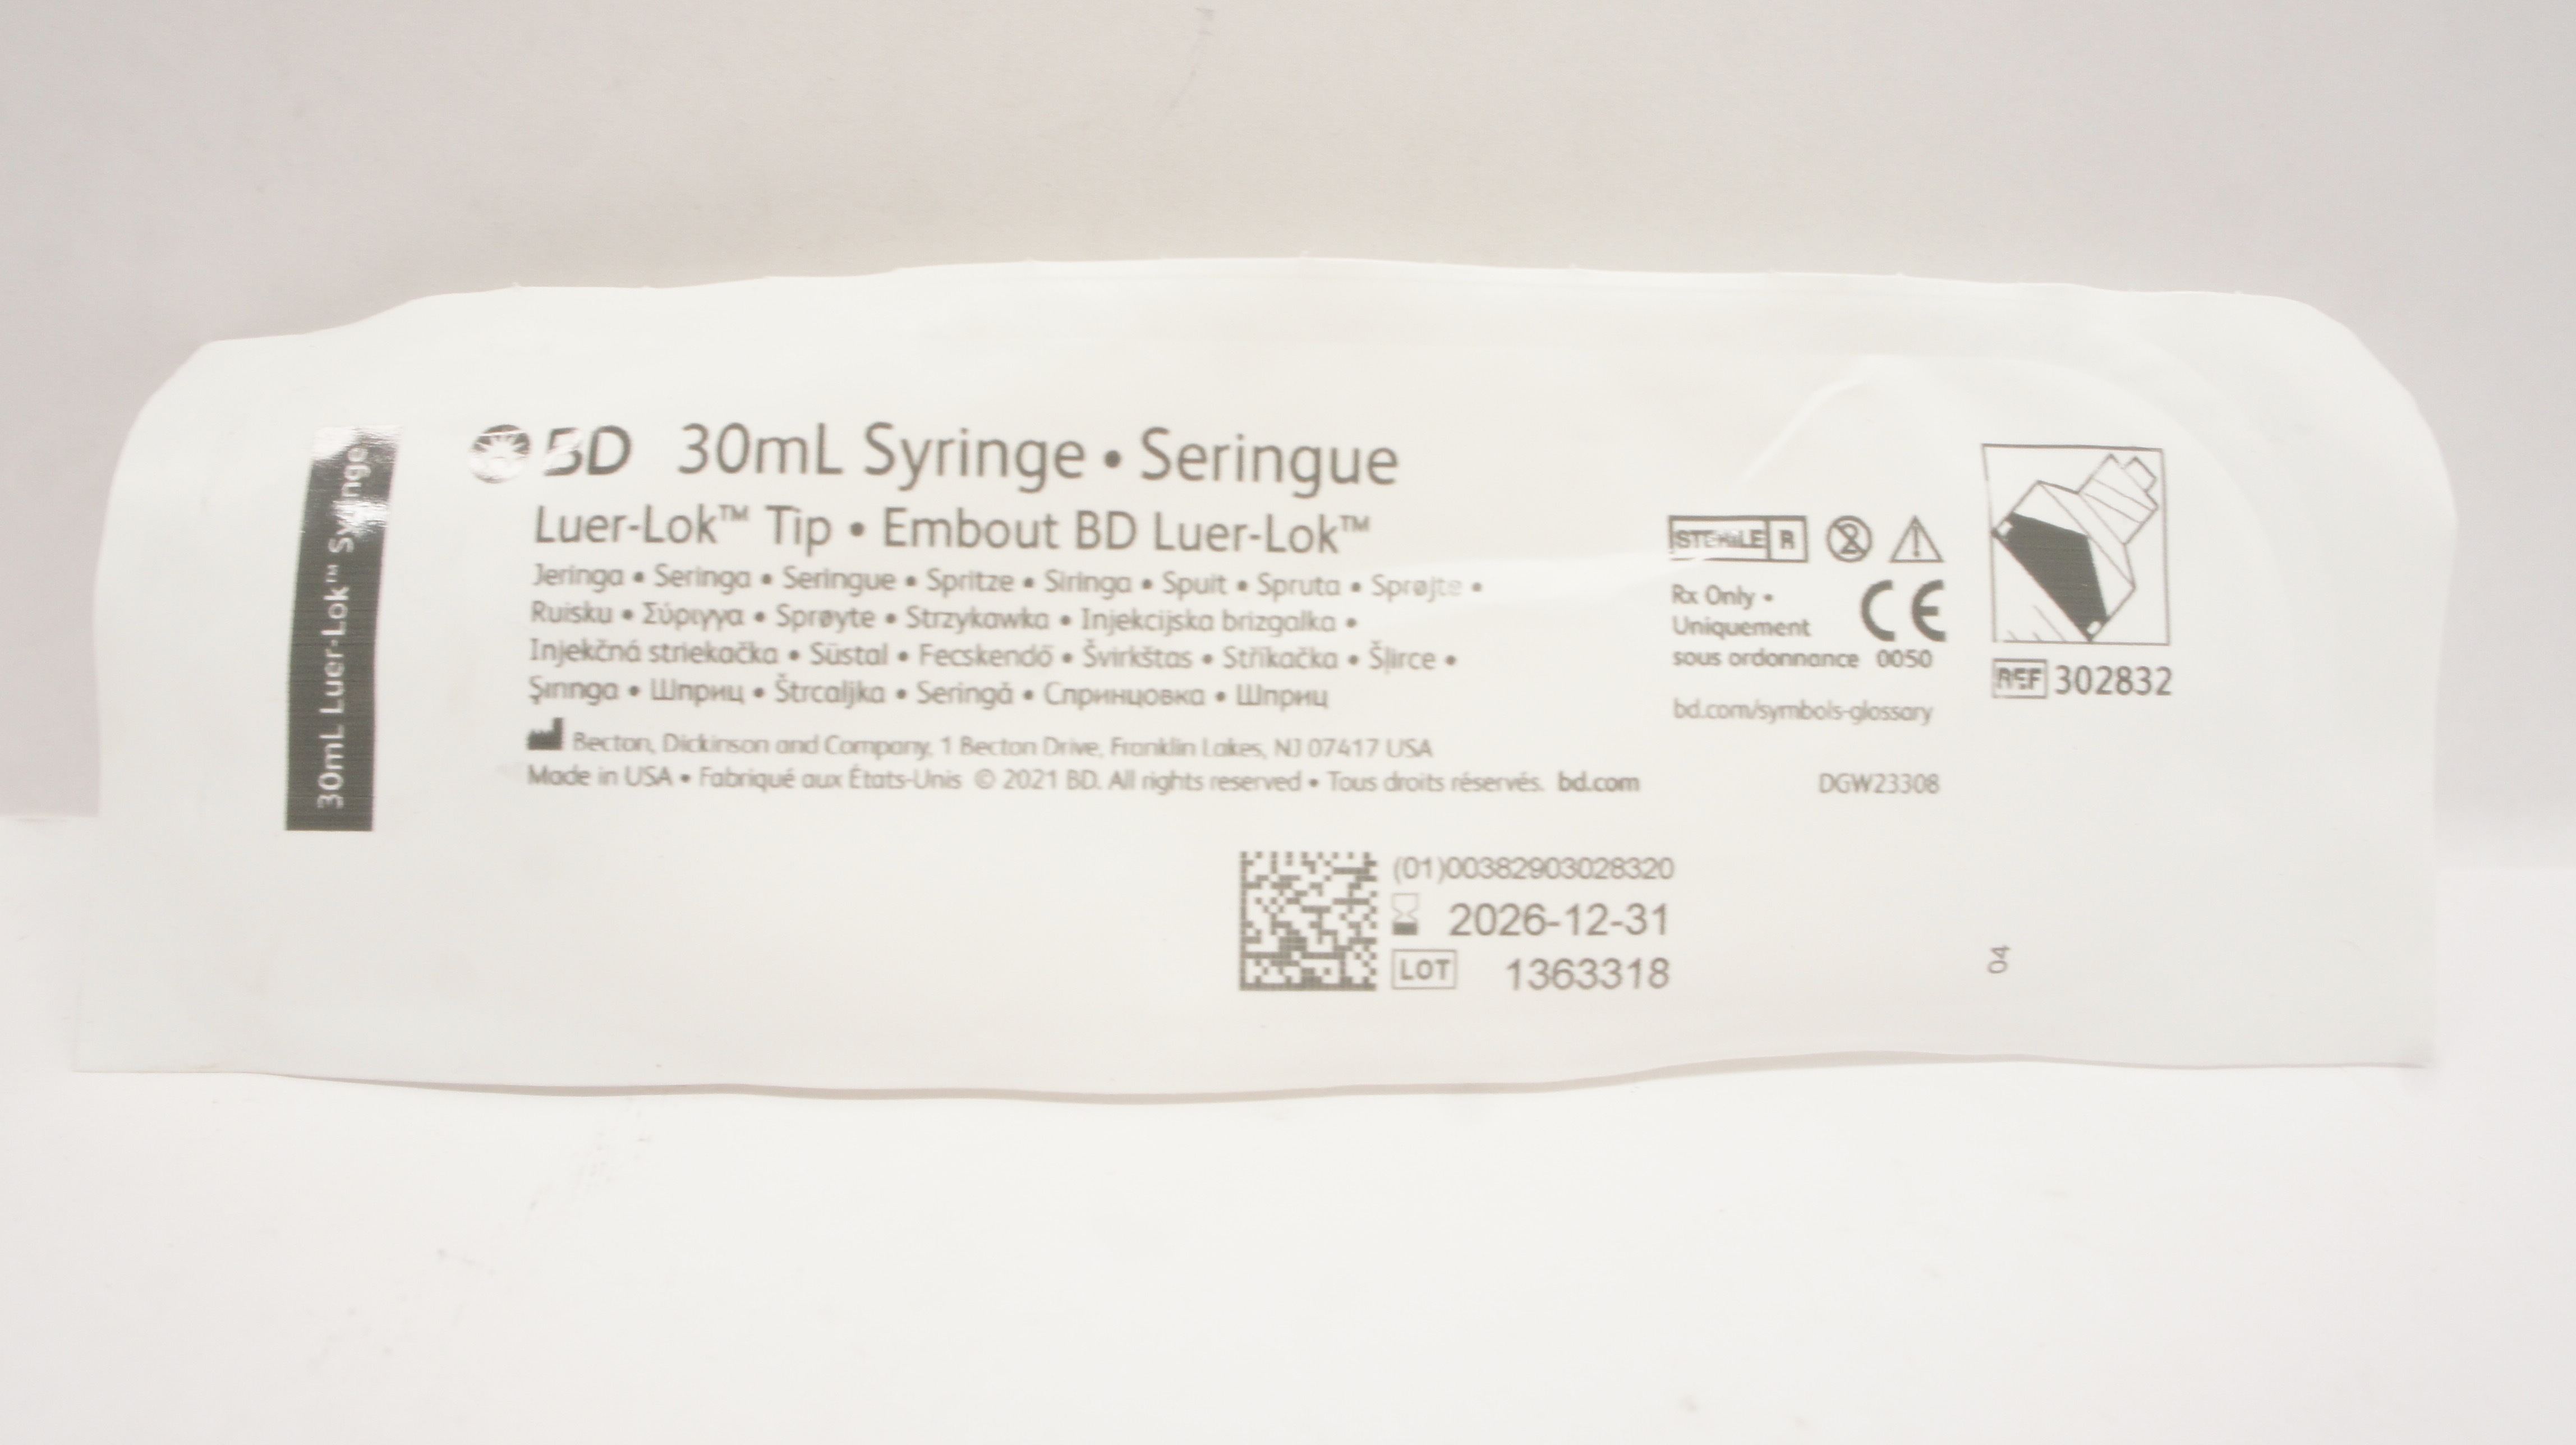 30mL Luer-Lok™ Syringe
BD 30mL Syringe • Seringue
Luer-Lok™ Tip • Embout BD Luer-Lok™
Jeringa • Seringa • Seringue • Spritze • Siringa • Spuit • Spruta • Sprøjte •
Ruisku • Σύριγγα • Sprøyte • Strzykawka • Injekcijska brizgalka •
Injekčná striekačka • Süstal • Fecskendő • Švirkštas • Stříkačka • Šļirce •
Şırınga • Шприц • Štrcaljka • Seringă • Спринцовка • Шприц
Becton, Dickinson and Company, 1 Becton Drive, Franklin Lakes, NJ 07417 USA
Made in USA • Fabriqué aux États-Unis © 2021 BD. All rights reserved • Tous droits réservés. bd.com
STERILE R
Rx Only •
Uniquement
sous ordonnance
CE
0050
bd.com/symbols-glossary
DGW23308
REF 302832
(01)00382903028320
2026-12-31
LOT 1363318
04